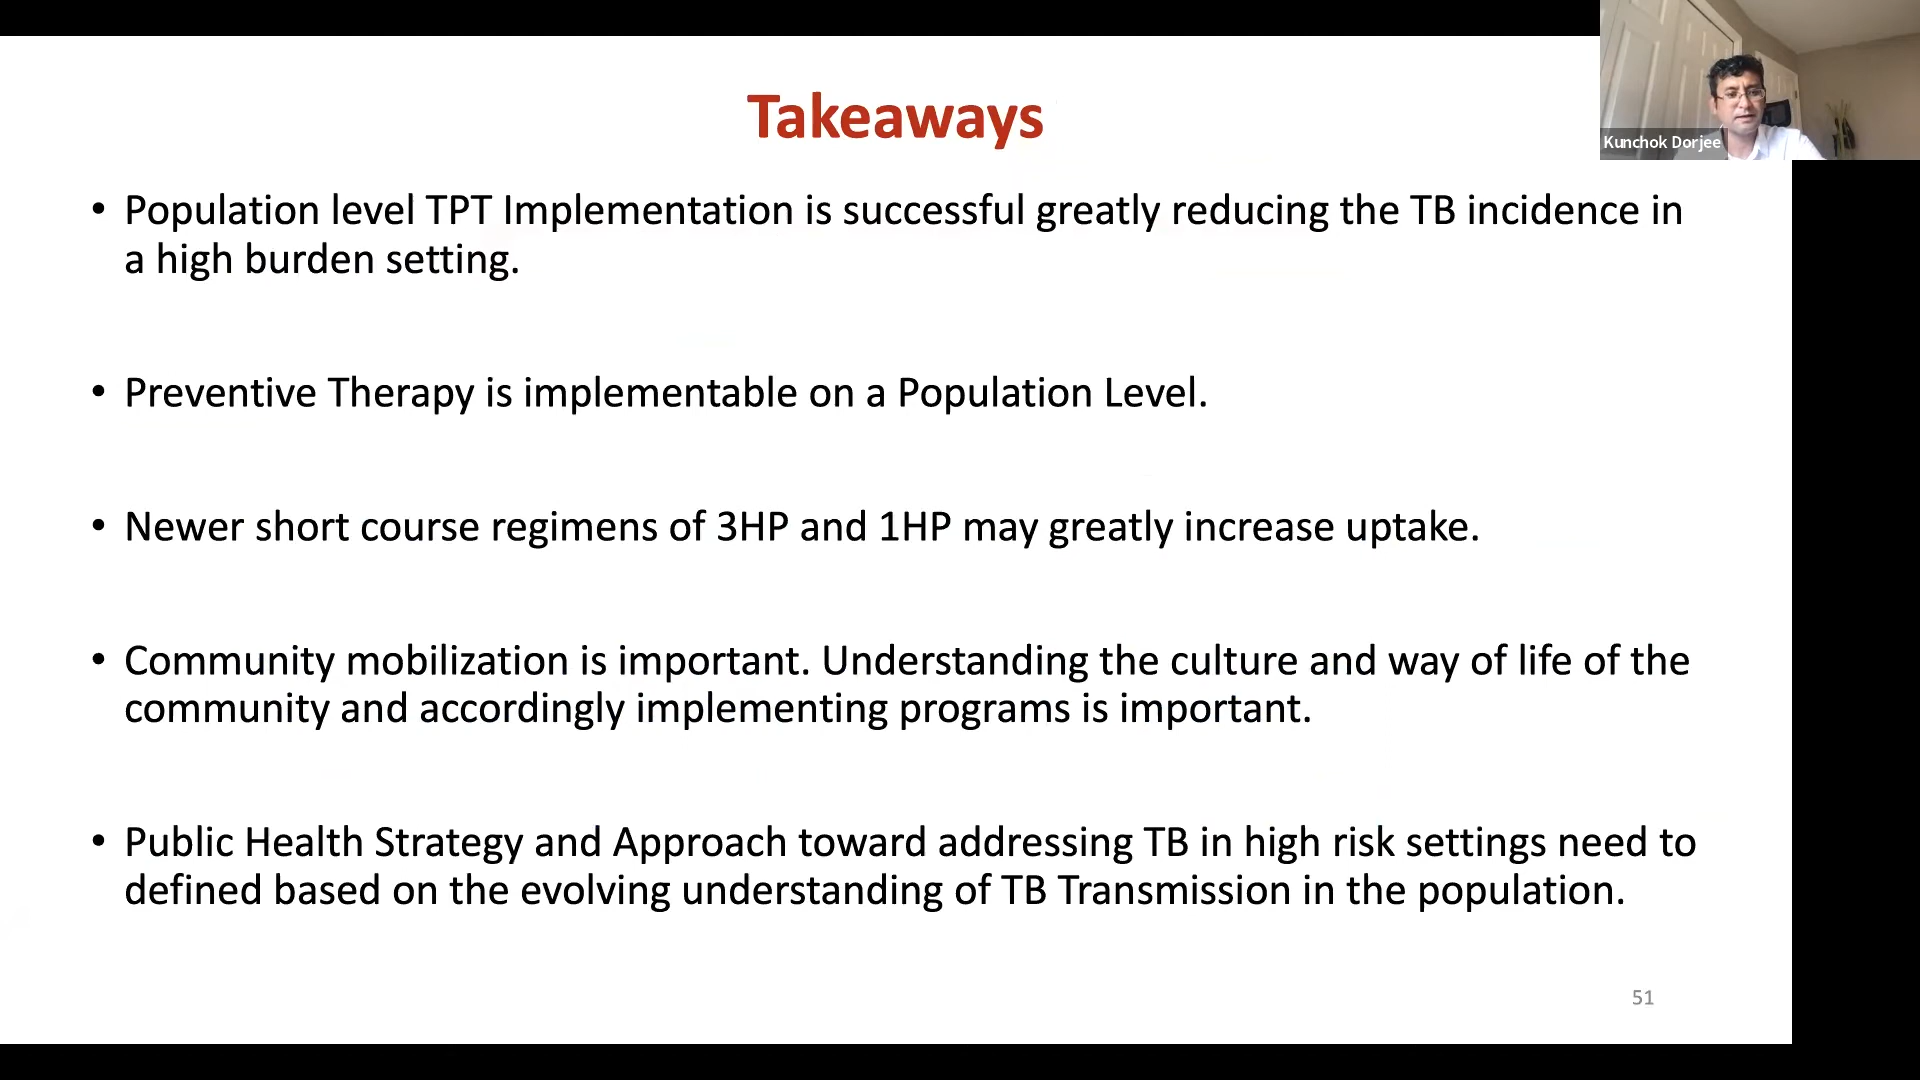 Takeaways
Kunchok Dorjee
• Population level TPT Implementation is successful greatly reducing the TB incidence in
a high burden setting.
• Preventive Therapy is implementable on a Population Level.
• Newer short course regimens of 3HP and 1HP may greatly increase uptake.
• Community mobilization is important. Understanding the culture and way of life of the
community and accordingly implementing programs is important.
• Public Health Strategy and Approach toward addressing TB in high risk settings need to
defined based on the evolving understanding of TB Transmission in the population.
51